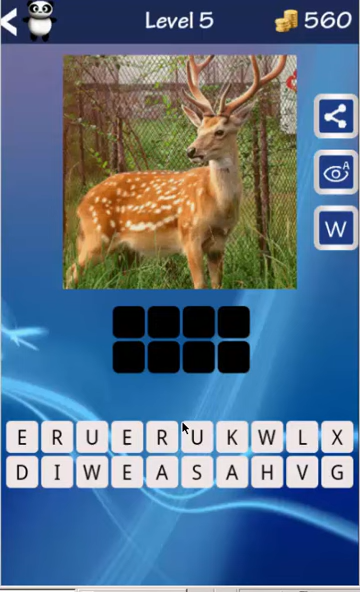 Level 5
560
A
W
E R U E R U K W L X
D I W E A S A H V G